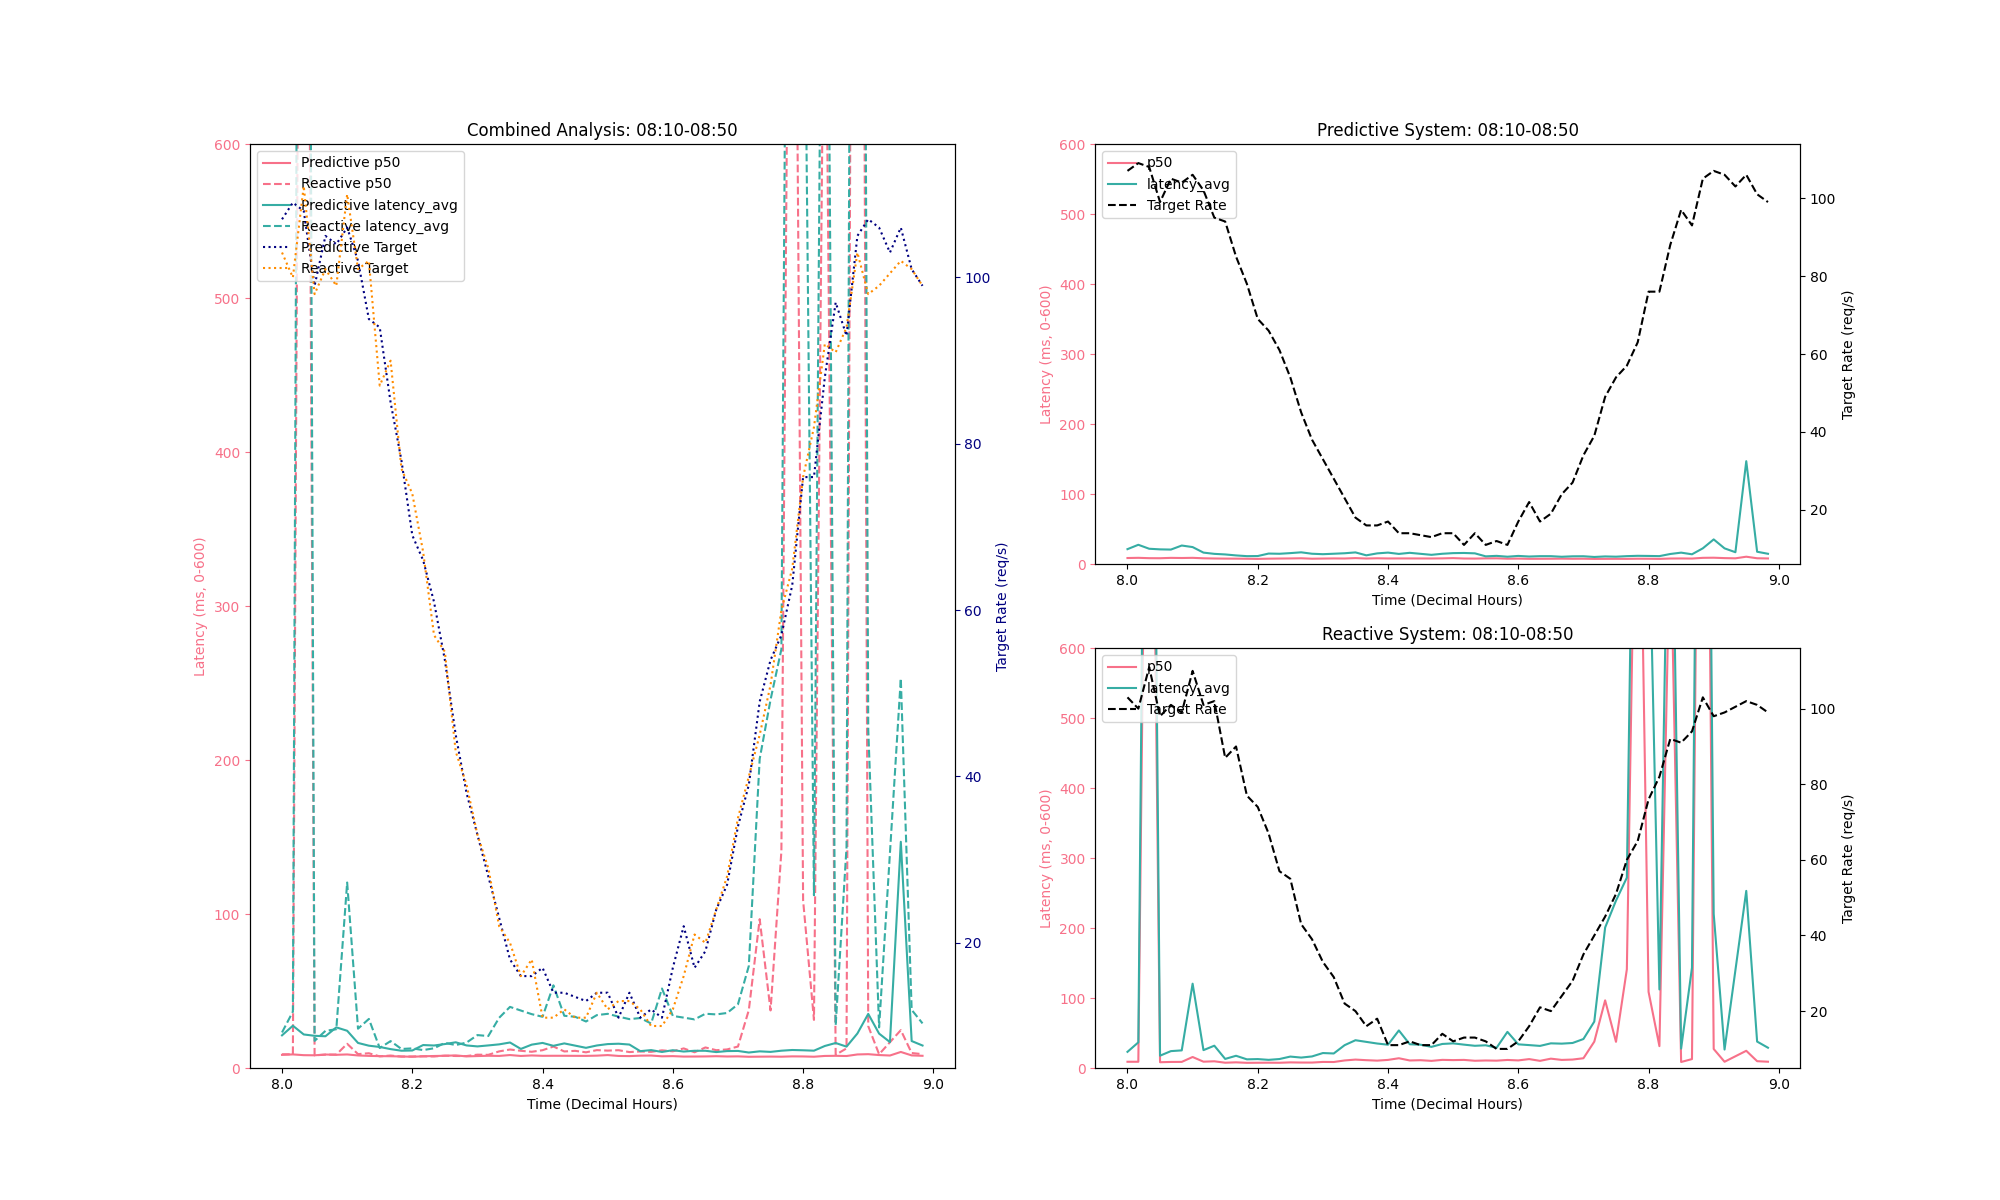 Combined Analysis: 08:10-08:50
Predictive p50
Reactive p50
Predictive latency_avg
Reactive latency_avg
Predictive Target
Reactive Target
600
500
400
300
200
100
0
Latency (ms, 0-600)
100
80
60
40
20
Target Rate (req/s)
8.0 8.2 8.4 8.6 8.8 9.0
Time (Decimal Hours)
Predictive System: 08:10-08:50
p50
latency_avg
Target Rate
600
500
400
300
200
100
0
Latency (ms, 0-600)
100
80
60
40
20
Target Rate (req/s)
8.0 8.2 8.4 8.6 8.8 9.0
Time (Decimal Hours)
Reactive System: 08:10-08:50
p50
latency_avg
Target Rate
600
500
400
300
200
100
0
Latency (ms, 0-600)
100
80
60
40
20
Target Rate (req/s)
8.0 8.2 8.4 8.6 8.8 9.0
Time (Decimal Hours)